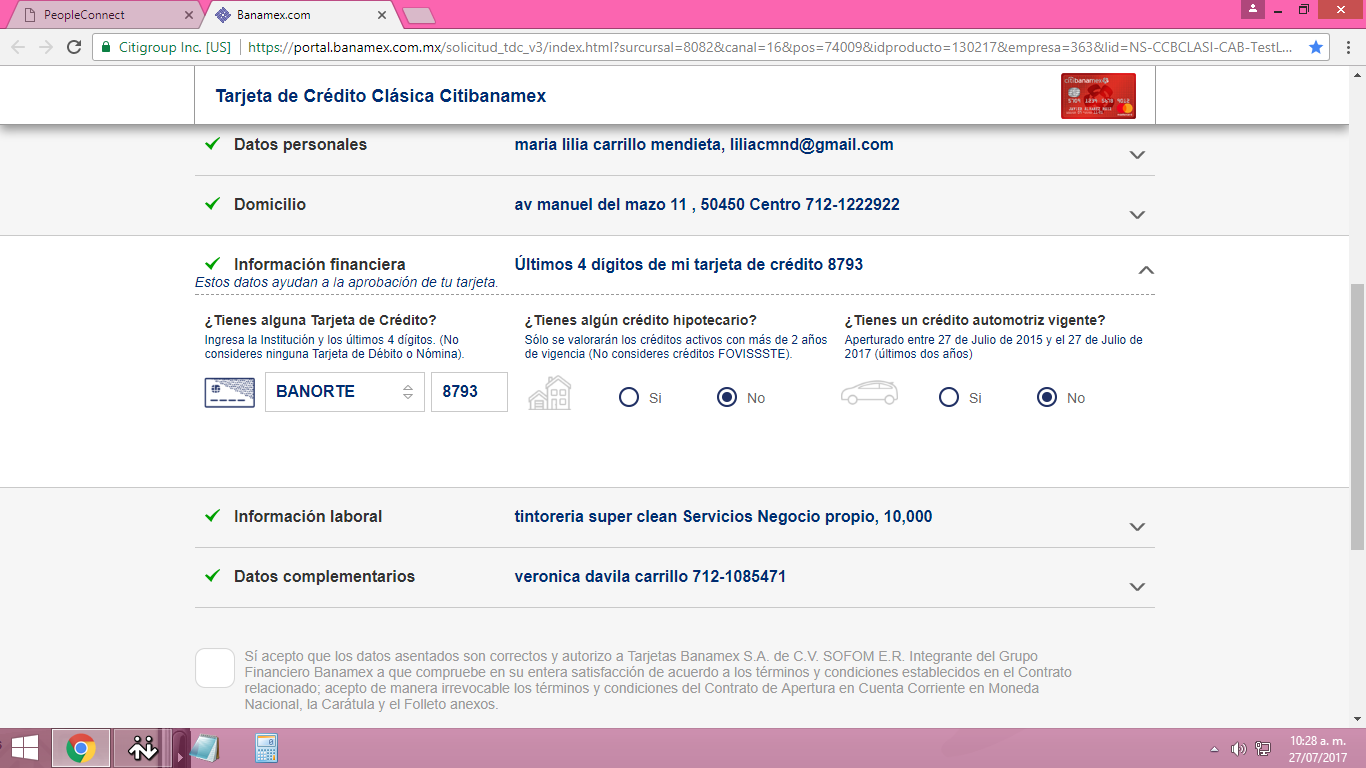 PeopleConnect
Banamex.com
Citigroup Inc. [US]
https://portal.banamex.com.mx/solicitud_tdc_v3/index.html?surcursal=8082&canal=16&pos=74009&idproducto=130217&empresa=363&lid=NS-CCBCLASI-CAB-TestL...
Tarjeta de Crédito Clásica Citibanamex
citibanamex
Datos personales
maria lilia carrillo mendieta, liliacmnd@gmail.com
Domicilio
av manuel del mazo 11 , 50450 Centro 712-1222922
Información financiera
Últimos 4 dígitos de mi tarjeta de crédito 8793
Estos datos ayudan a la aprobación de tu tarjeta.
¿Tienes alguna Tarjeta de Crédito?
Ingresa la Institución y los últimos 4 dígitos. (No
consideres ninguna Tarjeta de Débito o Nómina).
BANORTE
8793
¿Tienes algún crédito hipotecario?
Sólo se valorarán los créditos activos con más de 2 años
de vigencia (No consideres créditos FOVISSSTE).
Si
No
¿Tienes un crédito automotriz vigente?
Aperturado entre 27 de Julio de 2015 y el 27 de Julio de
2017 (últimos dos años)
Si
No
Información laboral
tintoreria super clean Servicios Negocio propio, 10,000
Datos complementarios
veronica davila carrillo 712-1085471
Sí acepto que los datos asentados son correctos y autorizo a Tarjetas Banamex S.A. de C.V. SOFOM E.R. Integrante del Grupo
Financiero Banamex a que compruebe en su entera satisfacción de acuerdo a los términos y condiciones establecidos en el Contrato
relacionado; acepto de manera irrevocable los términos y condiciones del Contrato de Apertura en Cuenta Corriente en Moneda
Nacional, la Carátula y el Folleto anexos.
10:28 a. m.
27/07/2017